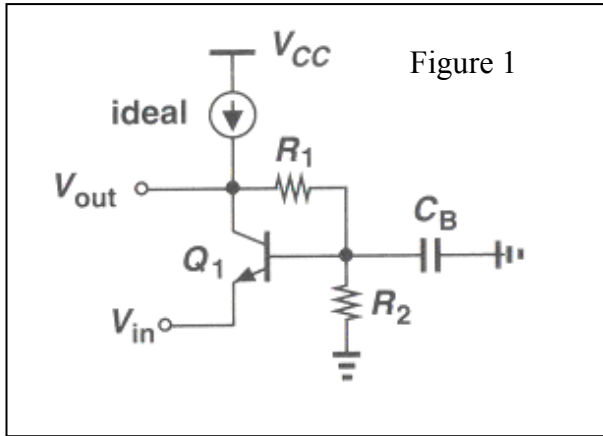 V_CC
Figure 1
ideal
R_1
V_out
C_B
Q_1
R_2
V_in